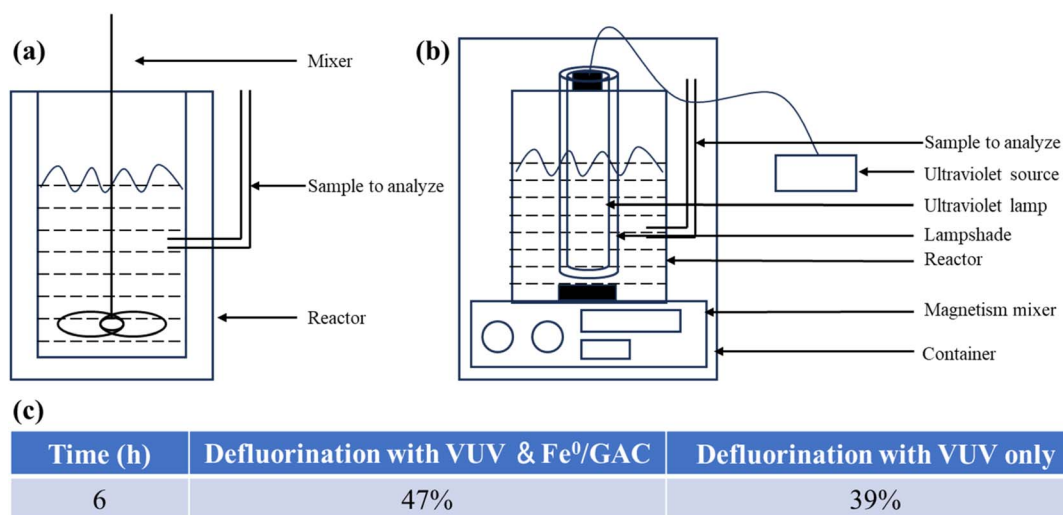 (a)
Mixer
Sample to analyze
Reactor
(b)
Sample to analyze
Ultraviolet source
Ultraviolet lamp
Lampshade
Reactor
Magnetism mixer
Container
(c)
Time (h) Defluorination with VUV & Fe⁰/GAC Defluorination with VUV only
6 47% 39%